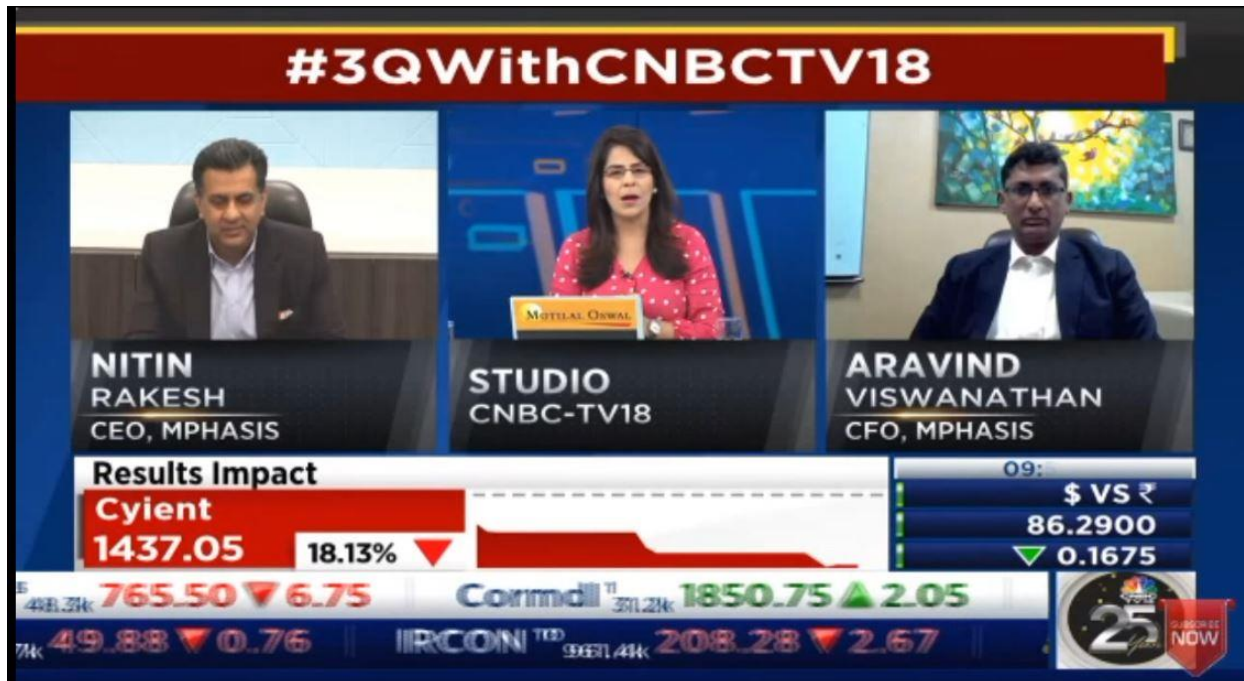 #3QWithCNBCTV18
MOTILAL OSWAL
NITIN
RAKESH
CEO, MPHASIS
STUDIO
CNBC-TV18
ARAVIND
VISWANATHAN
CFO, MPHASIS
Results Impact
Cyient
1437.05
18.13% ▼
09:
$ VS ₹
86.2900
▽ 0.1675
765.50 ▼ 6.75
1850.75 ▲ 2.05
49.88 ▼ 0.76
IRCON
208.28 ▼ 2.67
25
SUBSCRIBE
NOW